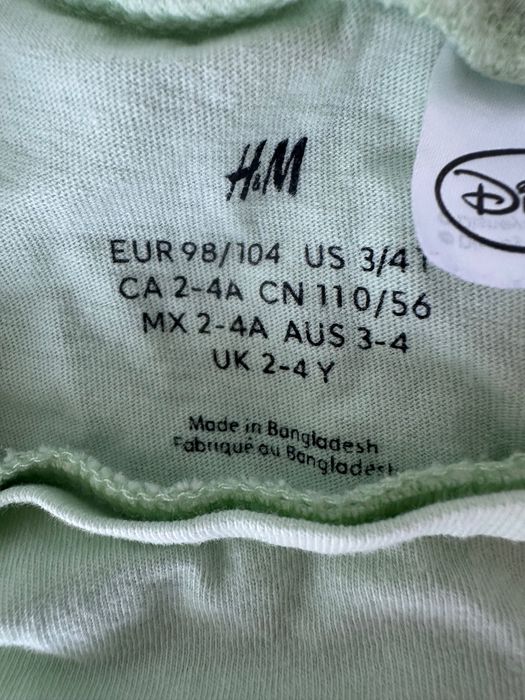 H&M
EUR 98/104 US 3/4
CA 2-4A CN 110/56
MX 2-4A AUS 3-4
UK 2-4 Y
Made in Bangladesh
Fabriqué au Bangladesh